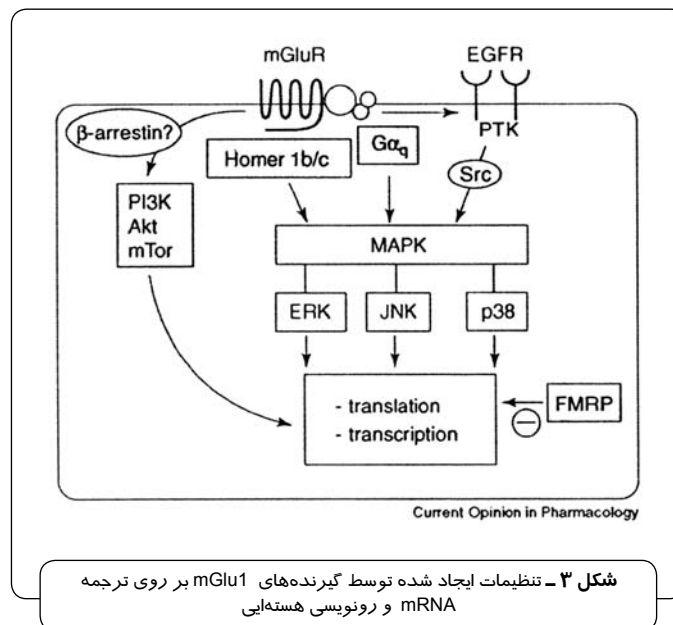 mGluR
EGFR
β-arrestin?
PTK
Homer 1b/c
Gαq
Src
PI3K
Akt
mTor
MAPK
ERK
JNK
p38
- translation
- transcription
FMRP
Current Opinion in Pharmacology
شکل ۳ ـ تنظیمات ایجاد شده توسط گیرنده‌های mGlu1 بر روی ترجمه
mRNA و رونویسی هسته‌ایی